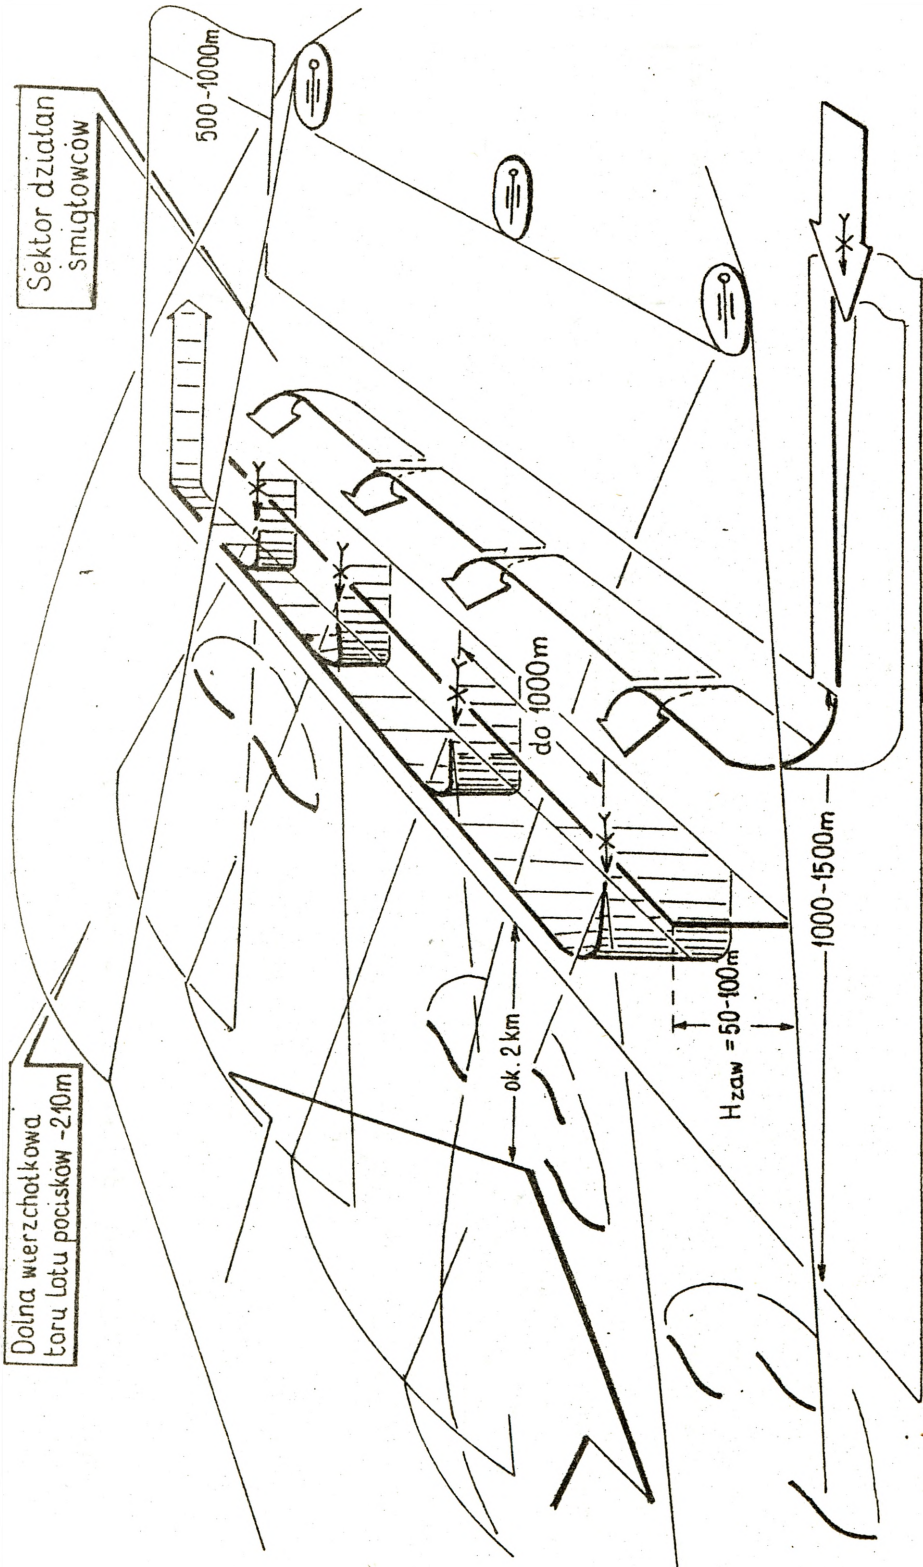 Dolna wierzchołkowa
toru lotu pocisków -210m
Sektor działań
śmigłowców
500-1000m
ok. 2 km
do 1000m
Hzaw = 50-100m
1000-1500m